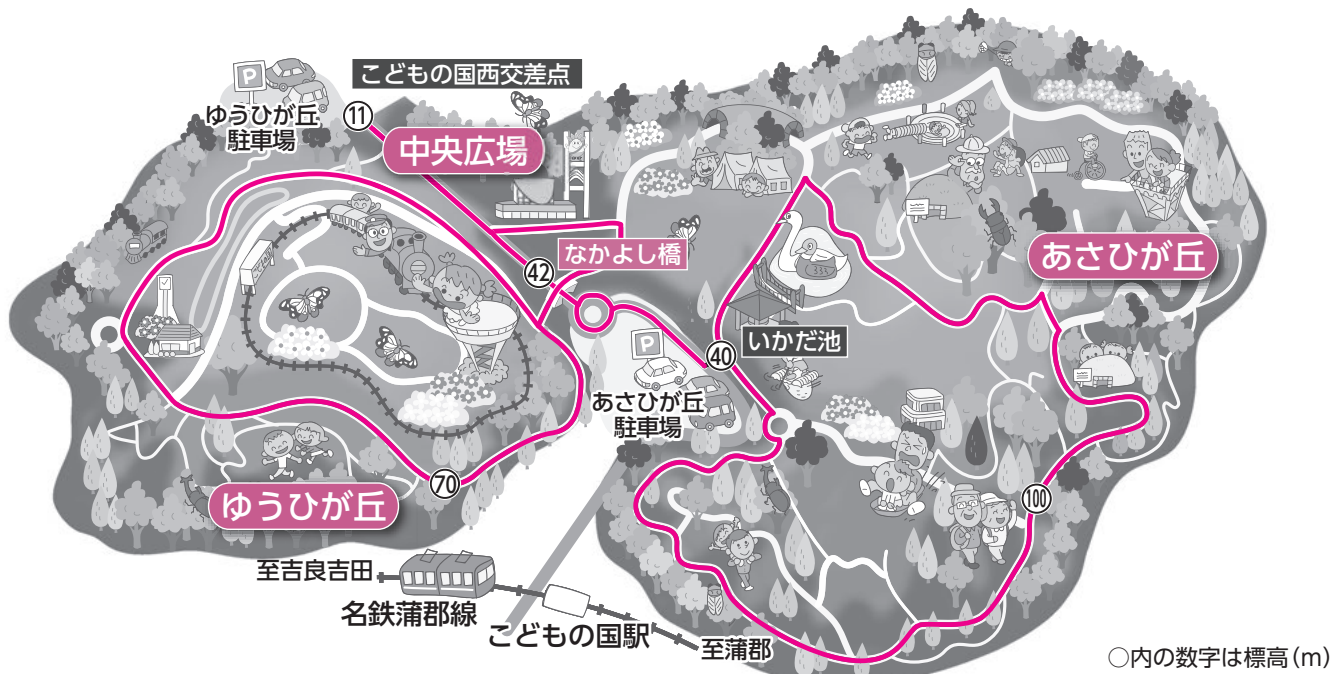 こどもの国西交差点
P
ゆうひが丘
駐車場
⑪
中央広場
なかよし橋
㊷
あさひが丘
P
㊵
いかだ池
あさひが丘
駐車場
⑦⓪
ゆうひが丘
⑩⓪
至吉良吉田
名鉄蒲郡線
こどもの国駅
至蒲郡
○内の数字は標高(m)